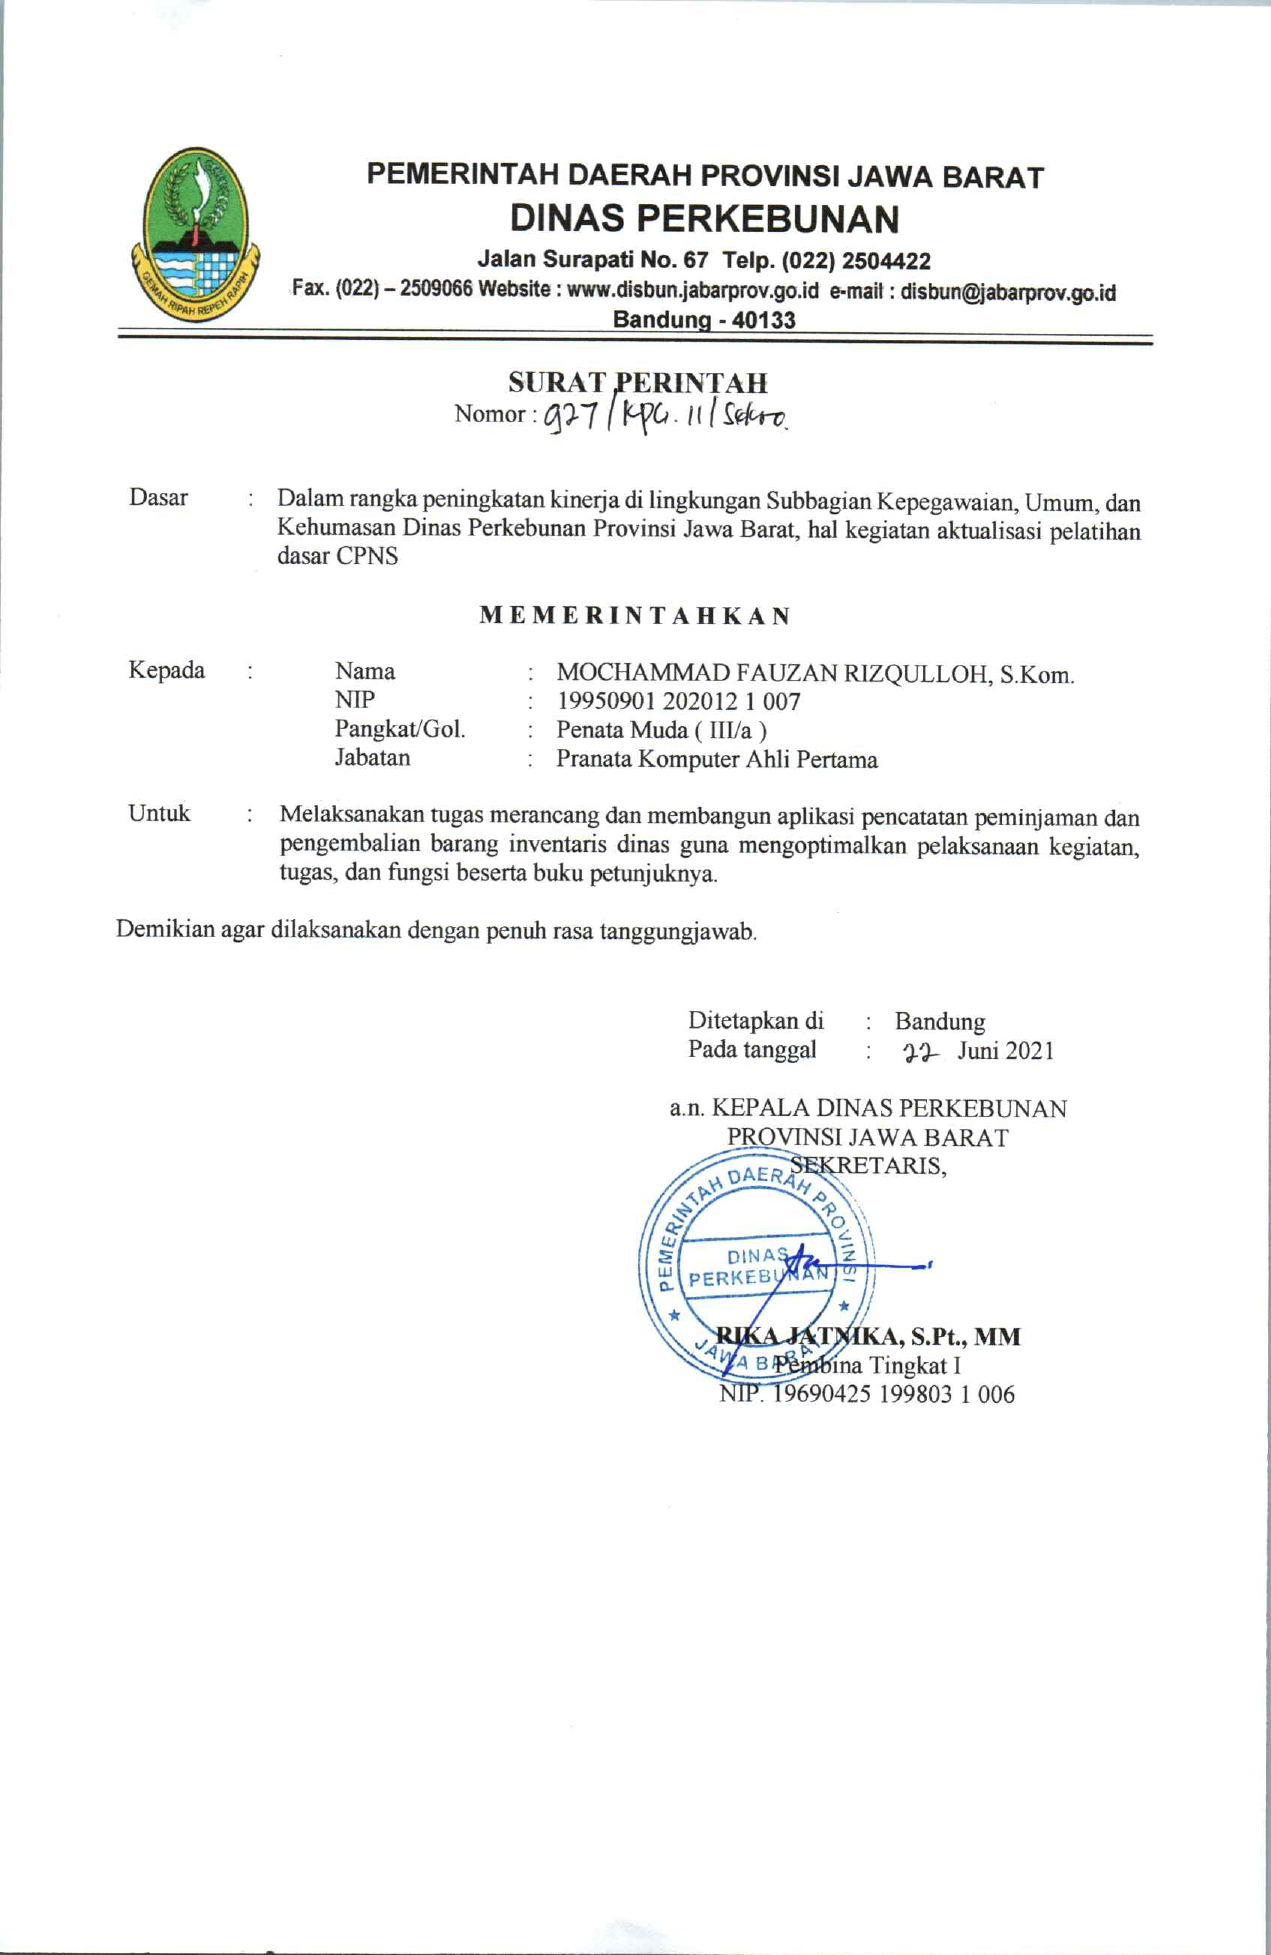 PEMERINTAH DAERAH PROVINSI JAWA BARAT
DINAS PERKEBUNAN
Jalan Surapati No. 67 Telp. (022) 2504422
Fax. (022) – 2509066 Website : www.disbun.jabarprov.go.id e-mail : disbun@jabarprov.go.id
Bandung - 40133
GEMAH RIPAH REPEH RAPIH
SURAT PERINTAH
Nomor : 927/KPG.11/Sekre
Dasar : Dalam rangka peningkatan kinerja di lingkungan Subbagian Kepegawaian, Umum, dan
Kehumasan Dinas Perkebunan Provinsi Jawa Barat, hal kegiatan aktualisasi pelatihan
dasar CPNS
M E M E R I N T A H K A N
Kepada : Nama : MOCHAMMAD FAUZAN RIZQULLOH, S.Kom.
NIP : 19950901 202012 1 007
Pangkat/Gol. : Penata Muda ( III/a )
Jabatan : Pranata Komputer Ahli Pertama
Untuk : Melaksanakan tugas merancang dan membangun aplikasi pencatatan peminjaman dan
pengembalian barang inventaris dinas guna mengoptimalkan pelaksanaan kegiatan,
tugas, dan fungsi beserta buku petunjuknya.
Demikian agar dilaksanakan dengan penuh rasa tanggungjawab.
Ditetapkan di : Bandung
Pada tanggal : 22 Juni 2021
a.n. KEPALA DINAS PERKEBUNAN
PROVINSI JAWA BARAT
SEKRETARIS,
PEMERINTAH DAERAH PROVINSI
DINAS
PERKEBUNAN
JAWA BARAT
RIKA JATNIKA, S.Pt., MM
Pembina Tingkat I
NIP. 19690425 199803 1 006